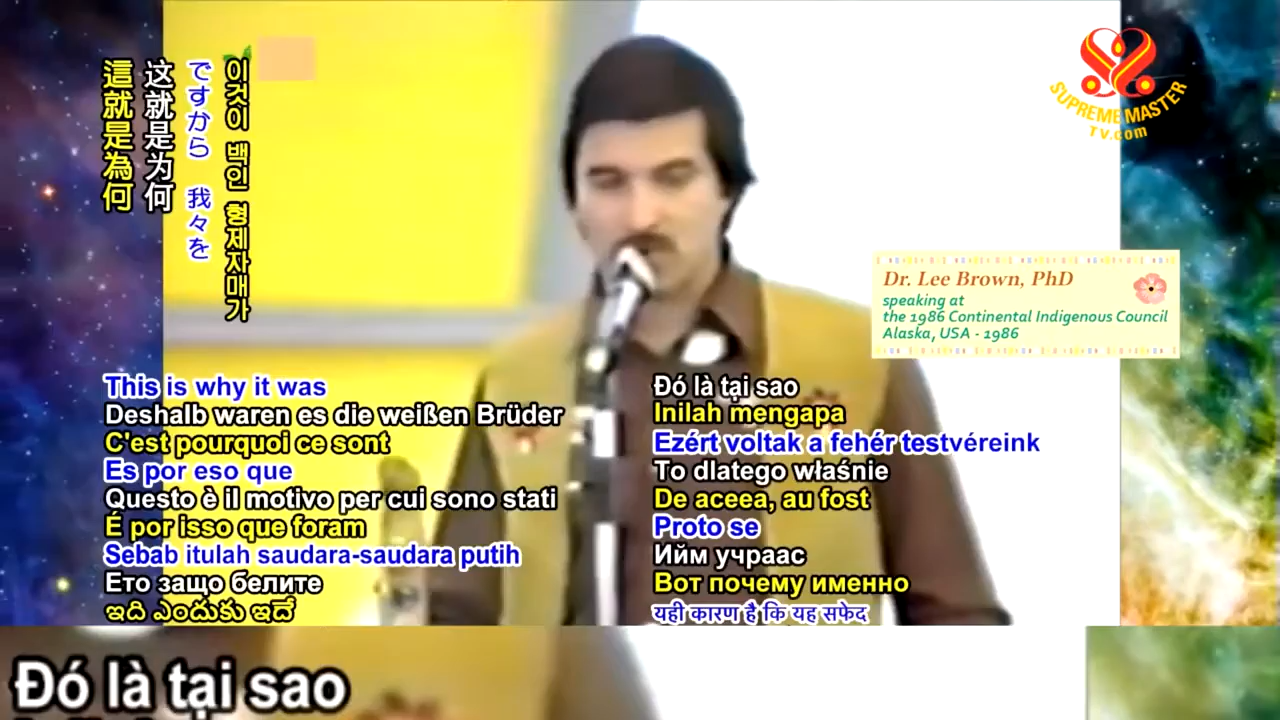 這就是為何
这就是为何
ですから 我々を
이것이 백인 형제자매가
SUPREME MASTER
TV.com
Dr. Lee Brown, PhD
speaking at
the 1986 Continental Indigenous Council
Alaska, USA - 1986
This is why it was
Deshalb waren es die weißen Brüder
C'est pourquoi ce sont
Es por eso que
Questo è il motivo per cui sono stati
É por isso que foram
Sebab itulah saudara-saudara putih
Ето защо белите
ఇది ఎందుకు ఇదే
Đó là tại sao
Inilah mengapa
Ezért voltak a fehér testvéreink
To dlatego właśnie
De aceea, au fost
Proto se
Ийм учраас
Вот почему именно
यही कारण है कि यह सफेद
Đó là tại sao